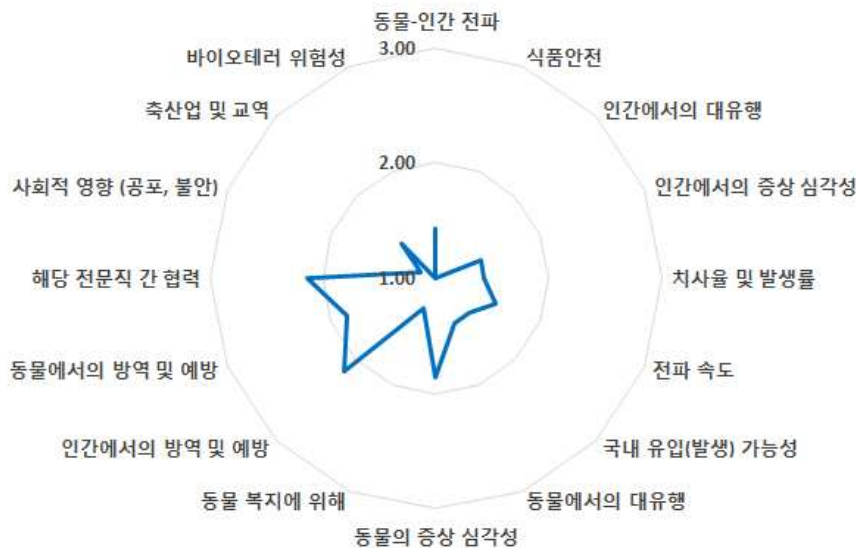 동물-인간 전파
3.00
바이오테러 위험성
식품안전
축산업 및 교역
인간에서의 대유행
2.00
사회적 영향 (공포, 불안)
인간에서의 증상 심각성
해당 전문직 간 협력
1.00
치사율 및 발생률
동물에서의 방역 및 예방
전파 속도
인간에서의 방역 및 예방
국내 유입(발생) 가능성
동물 복지에 위해
동물에서의 대유행
동물의 증상 심각성